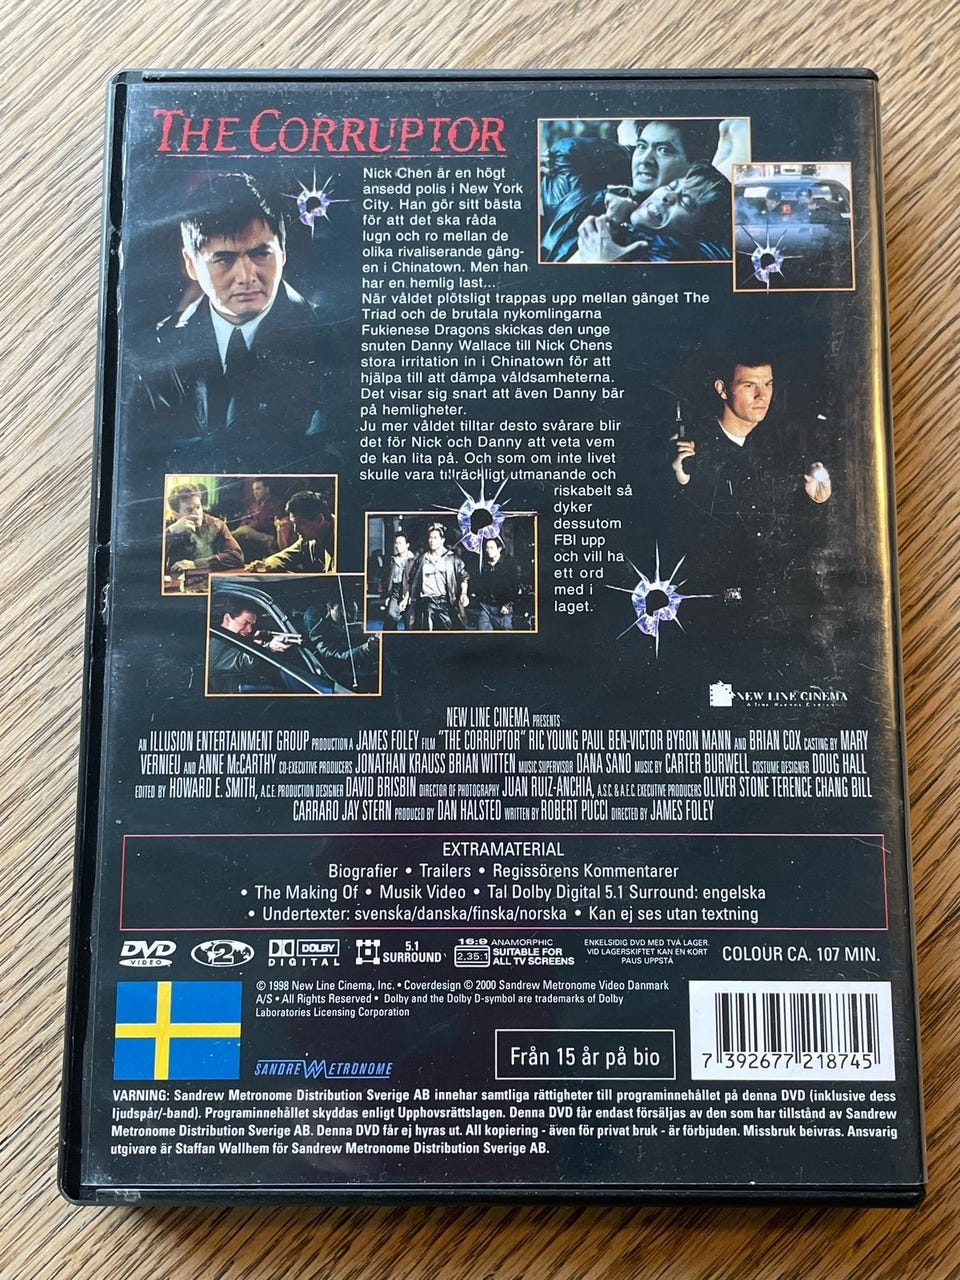 THE CORRUPTOR
Nick Chen är en högt
ansedd polis i New York
City. Han gör sitt bästa
för att det ska råda
lugn och ro mellan de
olika rivaliserande gäng-
en i Chinatown. Men han
har en hemlig last...
När våldet plötsligt trappas upp mellan gänget The
Triad och de brutala nykomlingarna
Fukienese Dragons skickas den unge
snuten Danny Wallace till Nick Chens
stora irritation in i Chinatown för att
hjälpa till att dämpa våldsamheterna.
Det visar sig snart att även Danny bär
på hemligheter.
Ju mer våldet tilltar desto svårare blir
det för Nick och Danny att veta vem
de kan lita på. Och som om inte livet
skulle vara tillräckligt utmanande och
riskabelt så
dyker
dessutom
FBI upp
och vill ha
ett ord
med i
laget.
NEW LINE CINEMA
A TIME WARNER COMPANY
NEW LINE CINEMA PRESENTS
AN ILLUSION ENTERTAINMENT GROUP PRODUCTION A JAMES FOLEY FILM "THE CORRUPTOR" RIC YOUNG PAUL BEN-VICTOR BYRON MANN AND BRIAN COX CASTING BY MARY
VERNIEU AND ANNE McCARTHY CO-EXECUTIVE PRODUCERS JONATHAN KRAUSS BRIAN WITTEN MUSIC SUPERVISOR DANA SANO MUSIC BY CARTER BURWELL COSTUME DESIGNER DOUG HALL
EDITED BY HOWARD E. SMITH, A.C.E. PRODUCTION DESIGNER DAVID BRISBIN DIRECTOR OF PHOTOGRAPHY JUAN RUIZ-ANCHIA, A.S.C. & A.E.C. EXECUTIVE PRODUCERS OLIVER STONE TERENCE CHANG BILL
CARRARO JAY STERN PRODUCED BY DAN HALSTED WRITTEN BY ROBERT PUCCI DIRECTED BY JAMES FOLEY
EXTRAMATERIAL
Biografier • Trailers • Regissörens Kommentarer
• The Making Of • Musik Video • Tal Dolby Digital 5.1 Surround: engelska
• Undertexter: svenska/danska/finska/norska • Kan ej ses utan textning
DVD VIDEO
2
DOLBY DIGITAL
5.1 SURROUND
16:9 2.35:1 ANAMORPHIC SUITABLE FOR ALL TV SCREENS
ENKELSIDIG DVD MED TVÅ LAGER.
VID LAGERSKIFTET KAN EN KORT
PAUS UPPSTÅ
COLOUR CA. 107 MIN.
© 1998 New Line Cinema, Inc. • Coverdesign © 2000 Sandrew Metronome Video Danmark
A/S • All Rights Reserved • Dolby and the Dolby D-symbol are trademarks of Dolby
Laboratories Licensing Corporation
SANDREW METRONOME
Från 15 år på bio
7 392677 218745
VARNING: Sandrew Metronome Distribution Sverige AB innehar samtliga rättigheter till programinnehållet på denna DVD (inklusive dess
ljudspår/-band). Programinnehållet skyddas enligt Upphovsrättslagen. Denna DVD får endast försäljas av den som har tillstånd av Sandrew
Metronome Distribution Sverige AB. Denna DVD får ej hyras ut. All kopiering - även för privat bruk - är förbjuden. Missbruk beivras. Ansvarig
utgivare är Staffan Wallhem för Sandrew Metronome Distribution Sverige AB.